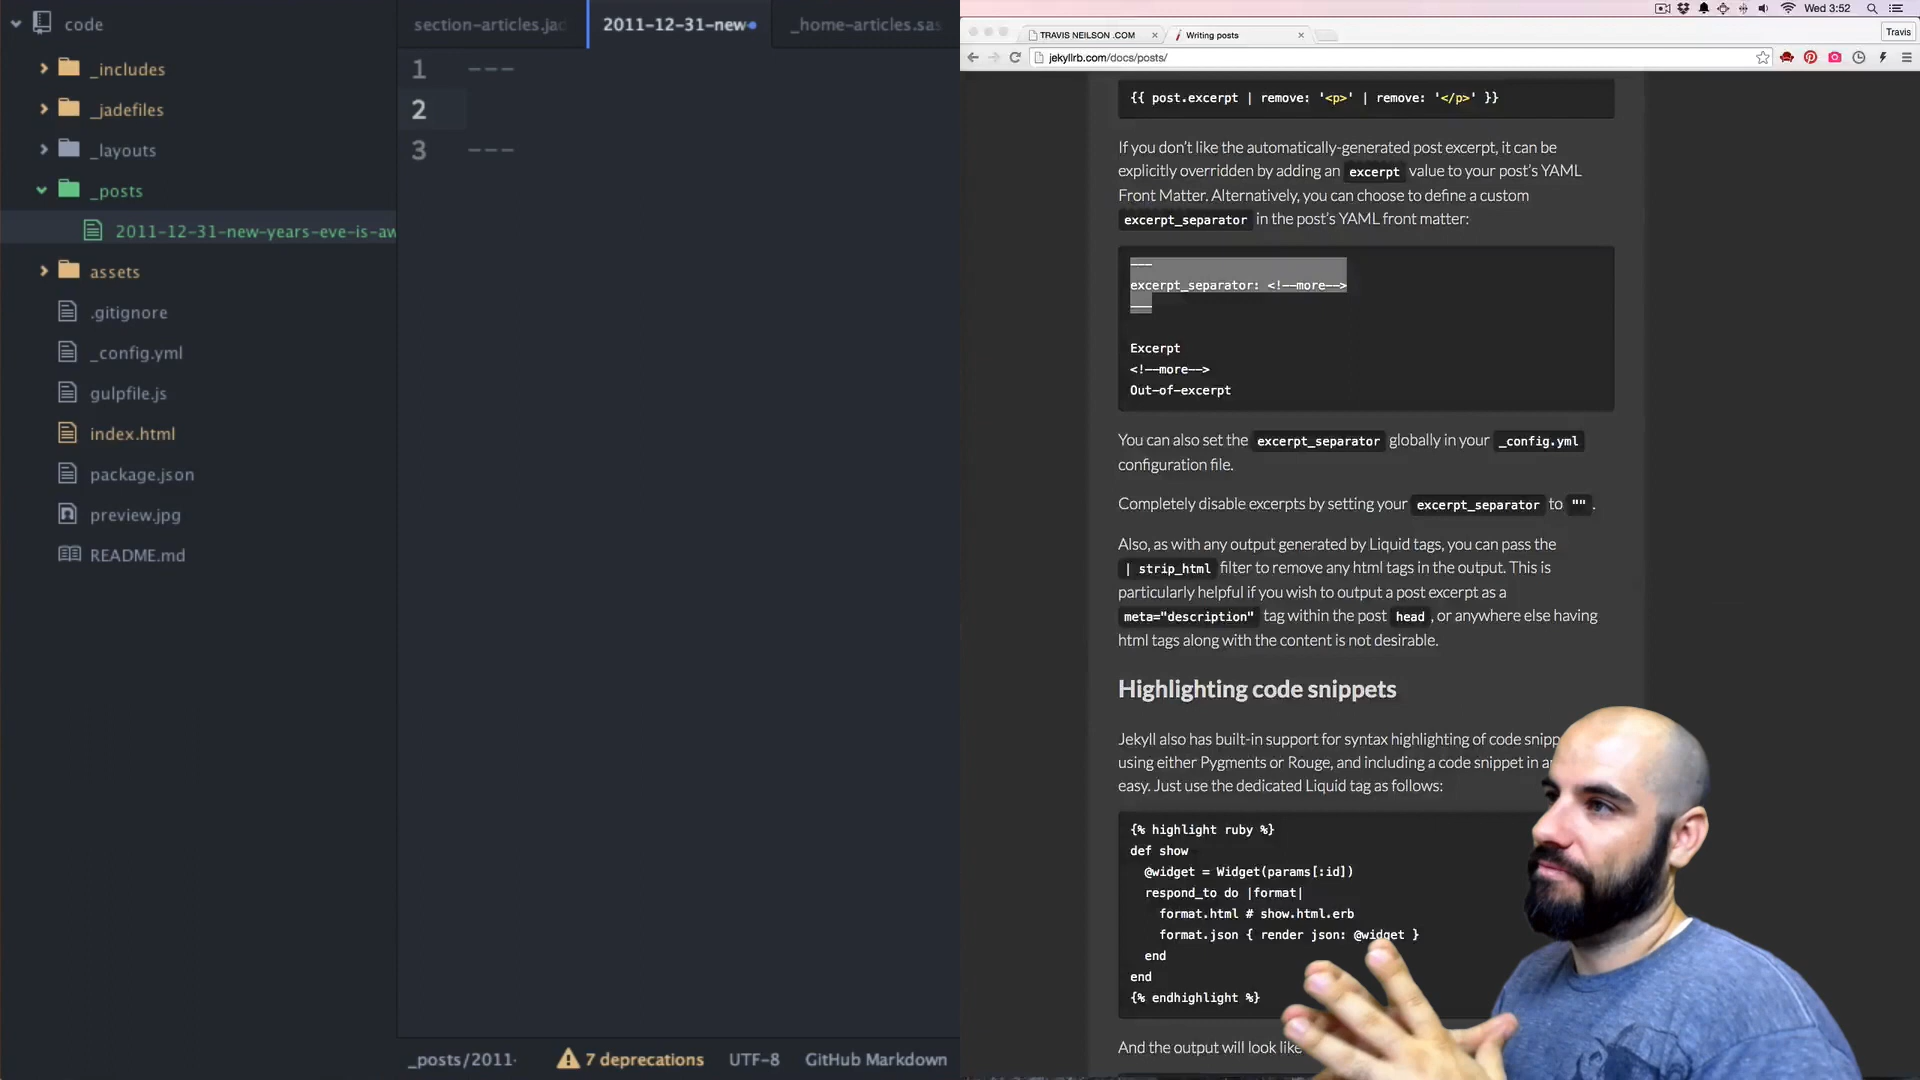 code
_includes
_jadefiles
_layouts
_posts
2011-12-31-new-years-eve-is-aw
assets
.gitignore
_config.yml
gulpfile.js
index.html
package.json
preview.jpg
README.md
section-articles.jad
2011-12-31-new
_home-articles.sas
1 ---
2
3 ---
_posts/2011-
7 deprecations
UTF-8
GitHub Markdown
Wed 3:52
TRAVIS NEILSON .COM
Writing posts
Travis
jekyllrb.com/docs/posts/
{{ post.excerpt | remove: '<p>' | remove: '</p>' }}
If you don’t like the automatically-generated post excerpt, it can be
explicitly overridden by adding an excerpt value to your post’s YAML
Front Matter. Alternatively, you can choose to define a custom
excerpt_separator in the post’s YAML front matter:
---
excerpt_separator: <!--more-->
---
Excerpt
<!--more-->
Out-of-excerpt
You can also set the excerpt_separator globally in your _config.yml
configuration file.
Completely disable excerpts by setting your excerpt_separator to "" .
Also, as with any output generated by Liquid tags, you can pass the
| strip_html filter to remove any html tags in the output. This is
particularly helpful if you wish to output a post excerpt as a
meta="description" tag within the post head , or anywhere else having
html tags along with the content is not desirable.
Highlighting code snippets
Jekyll also has built-in support for syntax highlighting of code snipp
using either Pygments or Rouge, and including a code snippet in a
easy. Just use the dedicated Liquid tag as follows:
{% highlight ruby %}
def show
@widget = Widget(params[:id])
respond_to do |format|
format.html # show.html.erb
format.json { render json: @widget }
end
end
{% endhighlight %}
And the output will look like